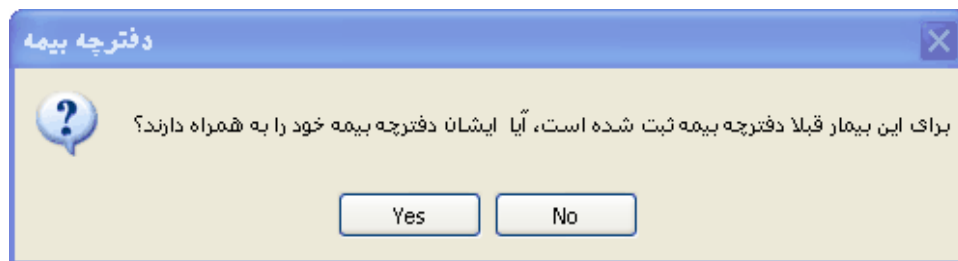 دفترچه بیمه
برای این بیمار قبلا دفترچه بیمه ثبت شده است، آیا ایشان دفترچه بیمه خود را به همراه دارند؟
Yes
No